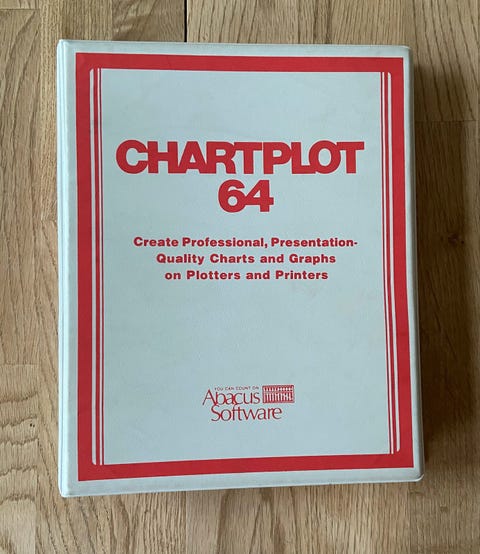 CHARTPLOT
64
Create Professional, Presentation-
Quality Charts and Graphs
on Plotters and Printers
YOU CAN COUNT ON
Abacus
Software